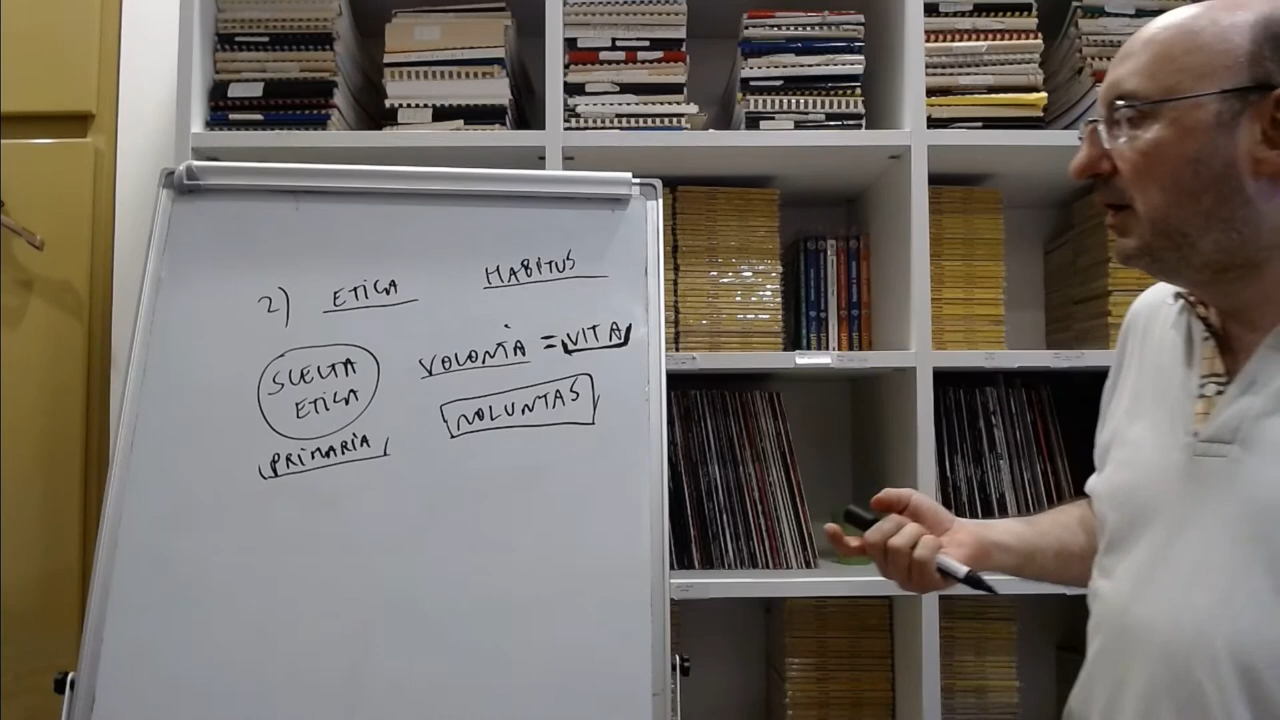 2) ETICA
HABITUS
SCELTA
ETICA
(PRIMARIA)
VOLONTÀ = VITA
NOLUNTAS